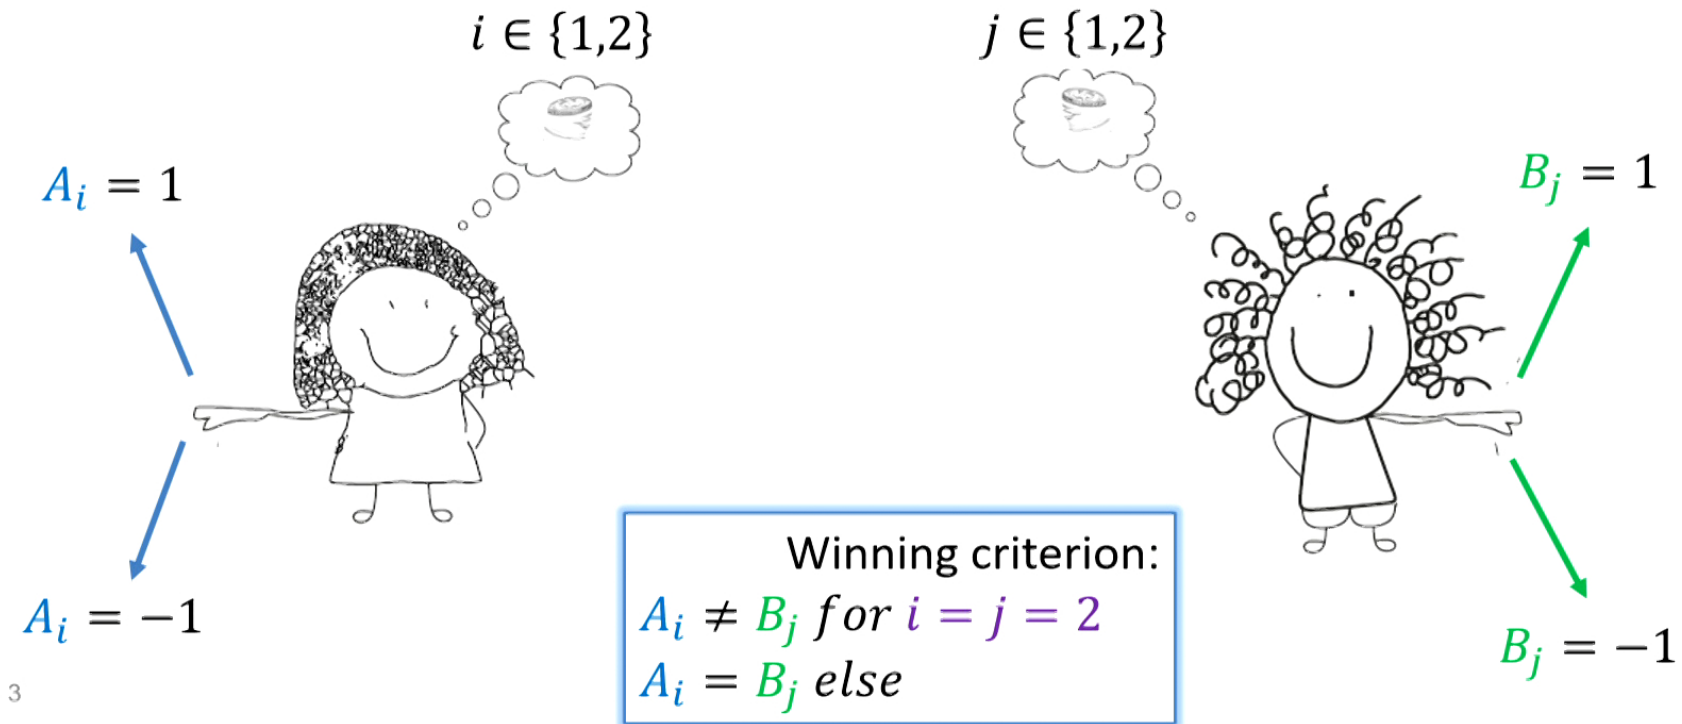 i ∈ {1,2}
j ∈ {1,2}
A_i = 1
B_j = 1
A_i = −1
B_j = −1
Winning criterion:
A_i ≠ B_j for i = j = 2
A_i = B_j else
3